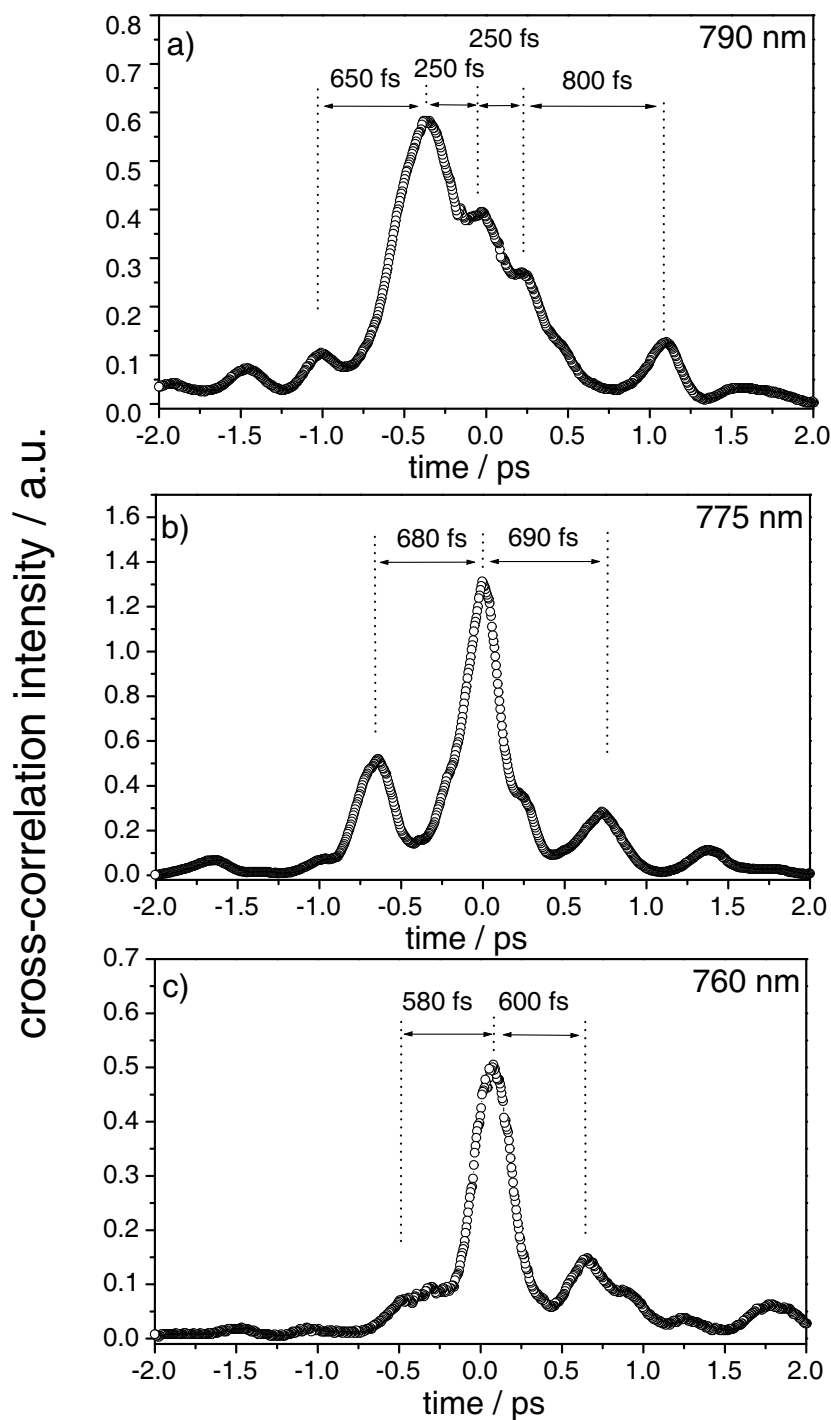 cross-correlation intensity / a.u.
a)
790 nm
650 fs
250 fs
250 fs
800 fs
0.8
0.7
0.6
0.5
0.4
0.3
0.2
0.1
0.0
-2.0 -1.5 -1.0 -0.5 0.0 0.5 1.0 1.5 2.0
time / ps
b)
775 nm
680 fs
690 fs
1.6
1.4
1.2
1.0
0.8
0.6
0.4
0.2
0.0
-2.0 -1.5 -1.0 -0.5 0.0 0.5 1.0 1.5 2.0
time / ps
c)
760 nm
580 fs
600 fs
0.7
0.6
0.5
0.4
0.3
0.2
0.1
0.0
-2.0 -1.5 -1.0 -0.5 0.0 0.5 1.0 1.5 2.0
time / ps